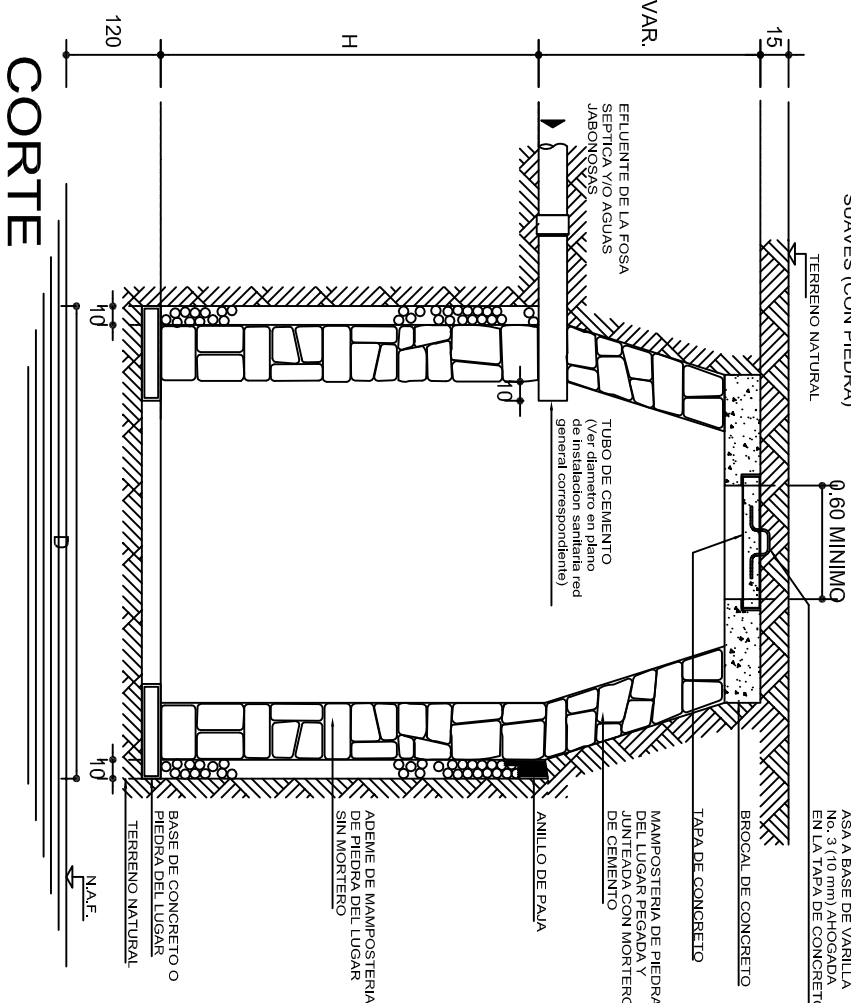 SUAVES (CON PIEDRA)
TERRENO NATURAL
0.60 MINIMO
ASA A BASE DE VARILLA
No. 3 (10 mm) AHOGADA
EN LA TAPA DE CONCRETO
BROCAL DE CONCRETO
TAPA DE CONCRETO
MAMPOSTERIA DE PIEDRA
DEL LUGAR PEGADA Y
JUNTEADA CON MORTERO
DE CEMENTO
ANILLO DE PAJA
ADEME DE MAMPOSTERIA
DE PIEDRA DEL LUGAR
SIN MORTERO
BASE DE CONCRETO O
PIEDRA DEL LUGAR
TERRENO NATURAL
N.A.F.
EFLUENTE DE LA FOSA
SEPTICA Y/O AGUAS
JABONOSAS
TUBO DE CEMENTO
(Ver diametro en plano
de instalacion sanitaria red
general correspondiente)
15
VAR.
H
120
10
10
10
D
CORTE